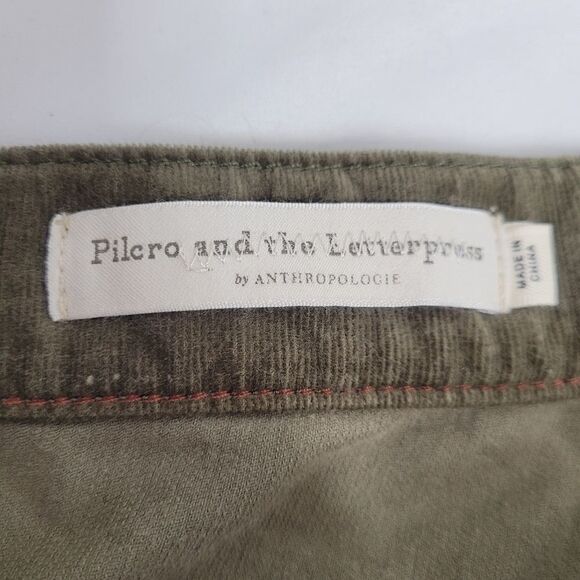 Pilcro and the Letterpress
by ANTHROPOLOGIE
MADE IN
CHINA